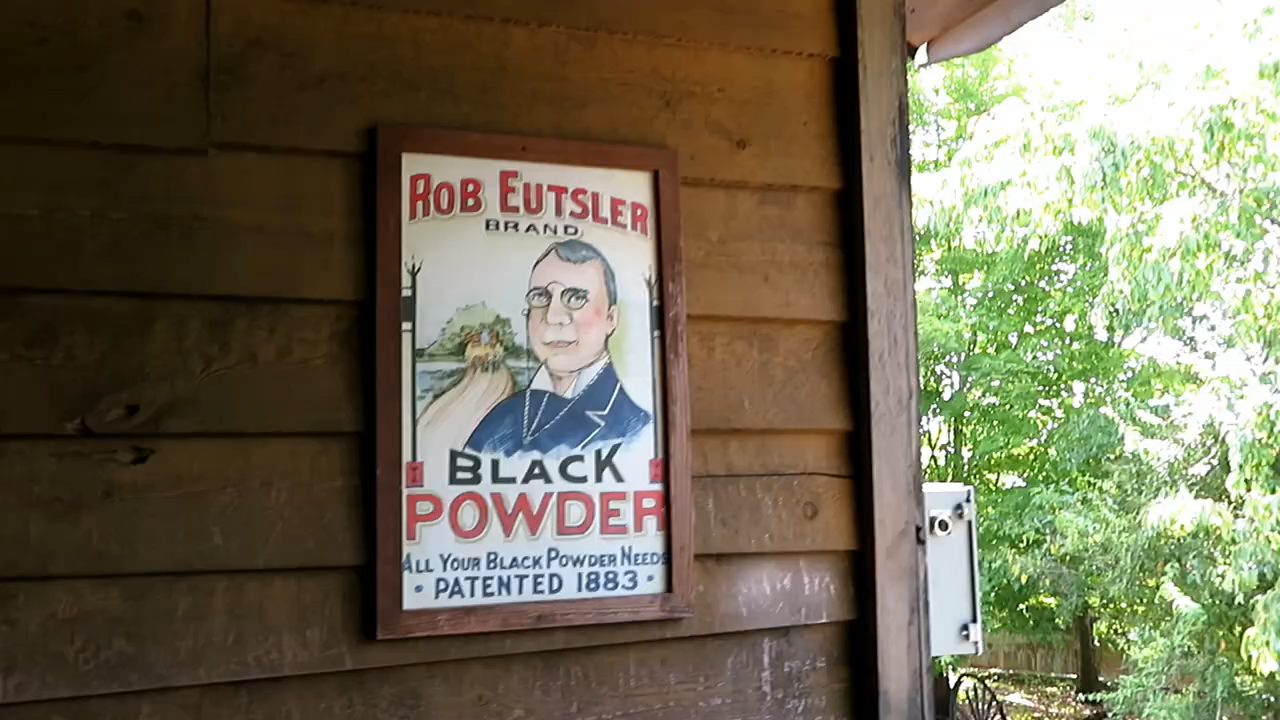 ROB EUTSLER
BRAND
BLACK
POWDER
ALL YOUR BLACK POWDER NEEDS
• PATENTED 1883 •